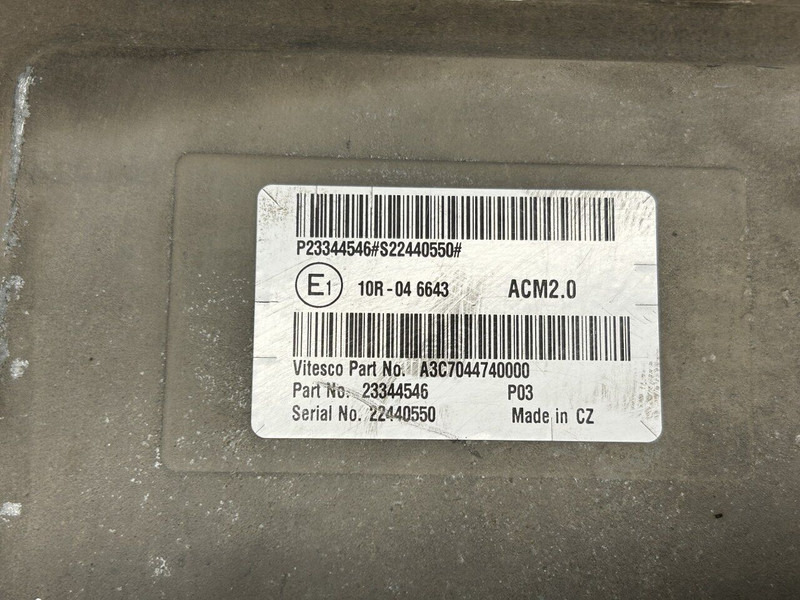 P23344546#S22440550#
E1 10R-04 6643 ACM2.0
Vitesco Part No. A3C7044740000
Part No. 23344546 P03
Serial No. 22440550 Made in CZ